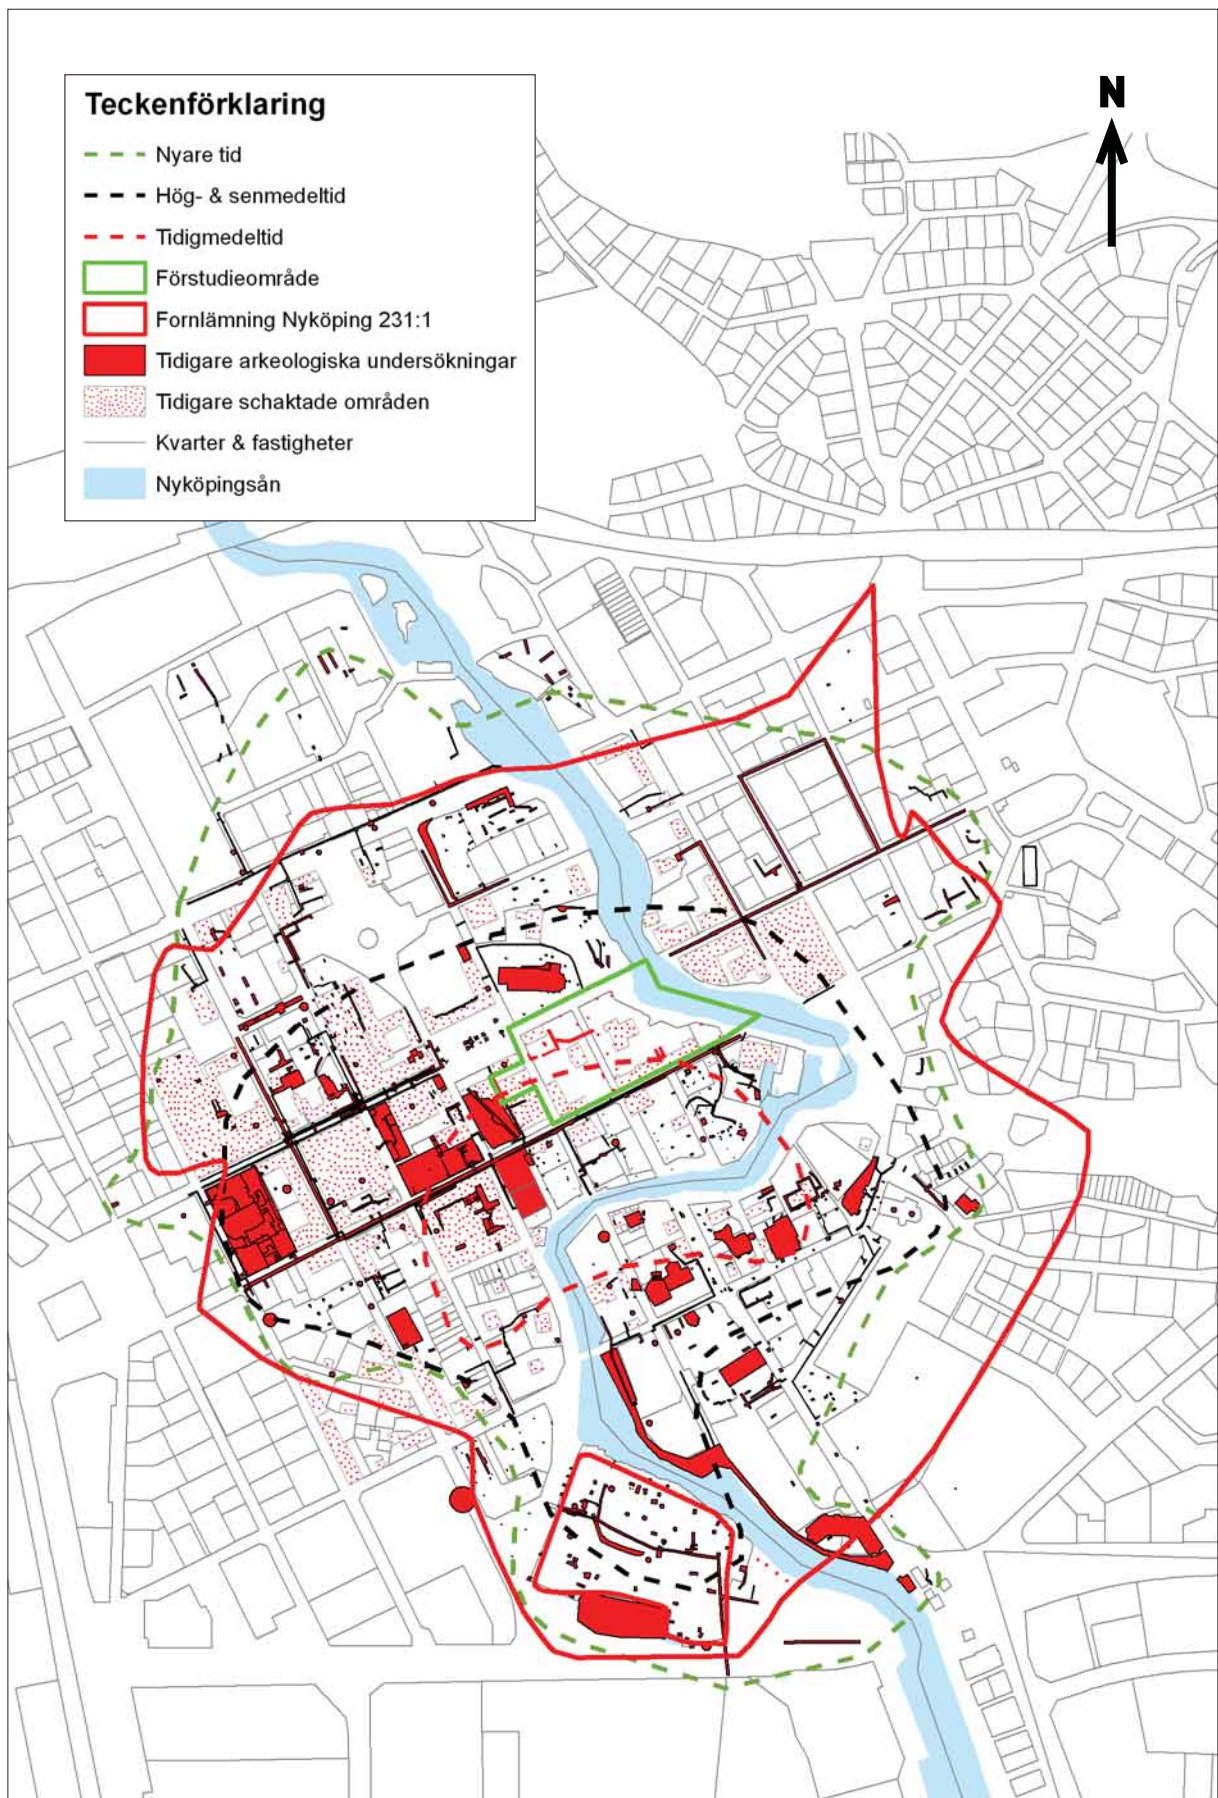 Teckenförklaring
Nyare tid
Hög- & senmedeltid
Tidigmedeltid
Förstudieområde
Fornlämning Nyköping 231:1
Tidigare arkeologiska undersökningar
Tidigare schaktade områden
Kvarter & fastigheter
Nyköpingsån
N